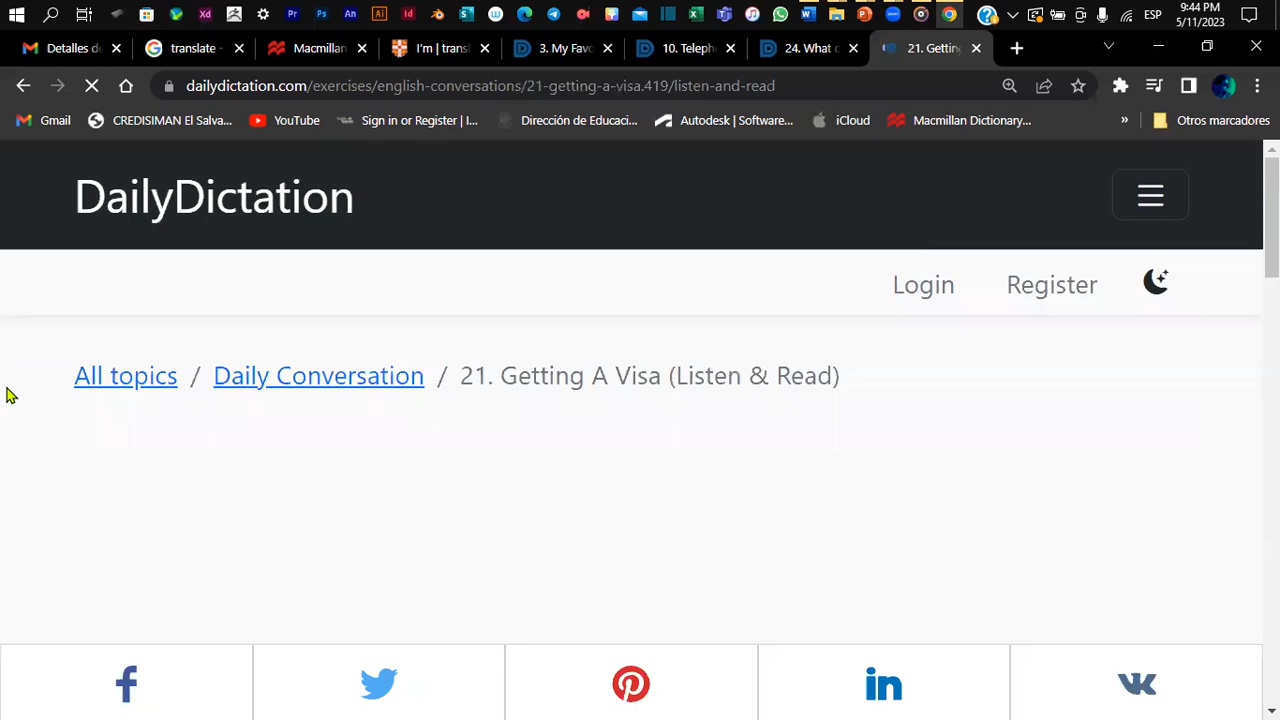 9:44 PM
ESP
5/11/2023
Detalles de
translate -
Macmillan
I'm | transl
3. My Favo
10. Teleph
24. What c
21. Getting
dailydictation.com/exercises/english-conversations/21-getting-a-visa.419/listen-and-read
Gmail
CREDISIMAN El Salva...
YouTube
Sign in or Register | I...
Dirección de Educaci...
Autodesk | Software...
iCloud
Macmillan Dictionary...
»
Otros marcadores
DailyDictation
Login
Register
All topics / Daily Conversation / 21. Getting A Visa (Listen & Read)